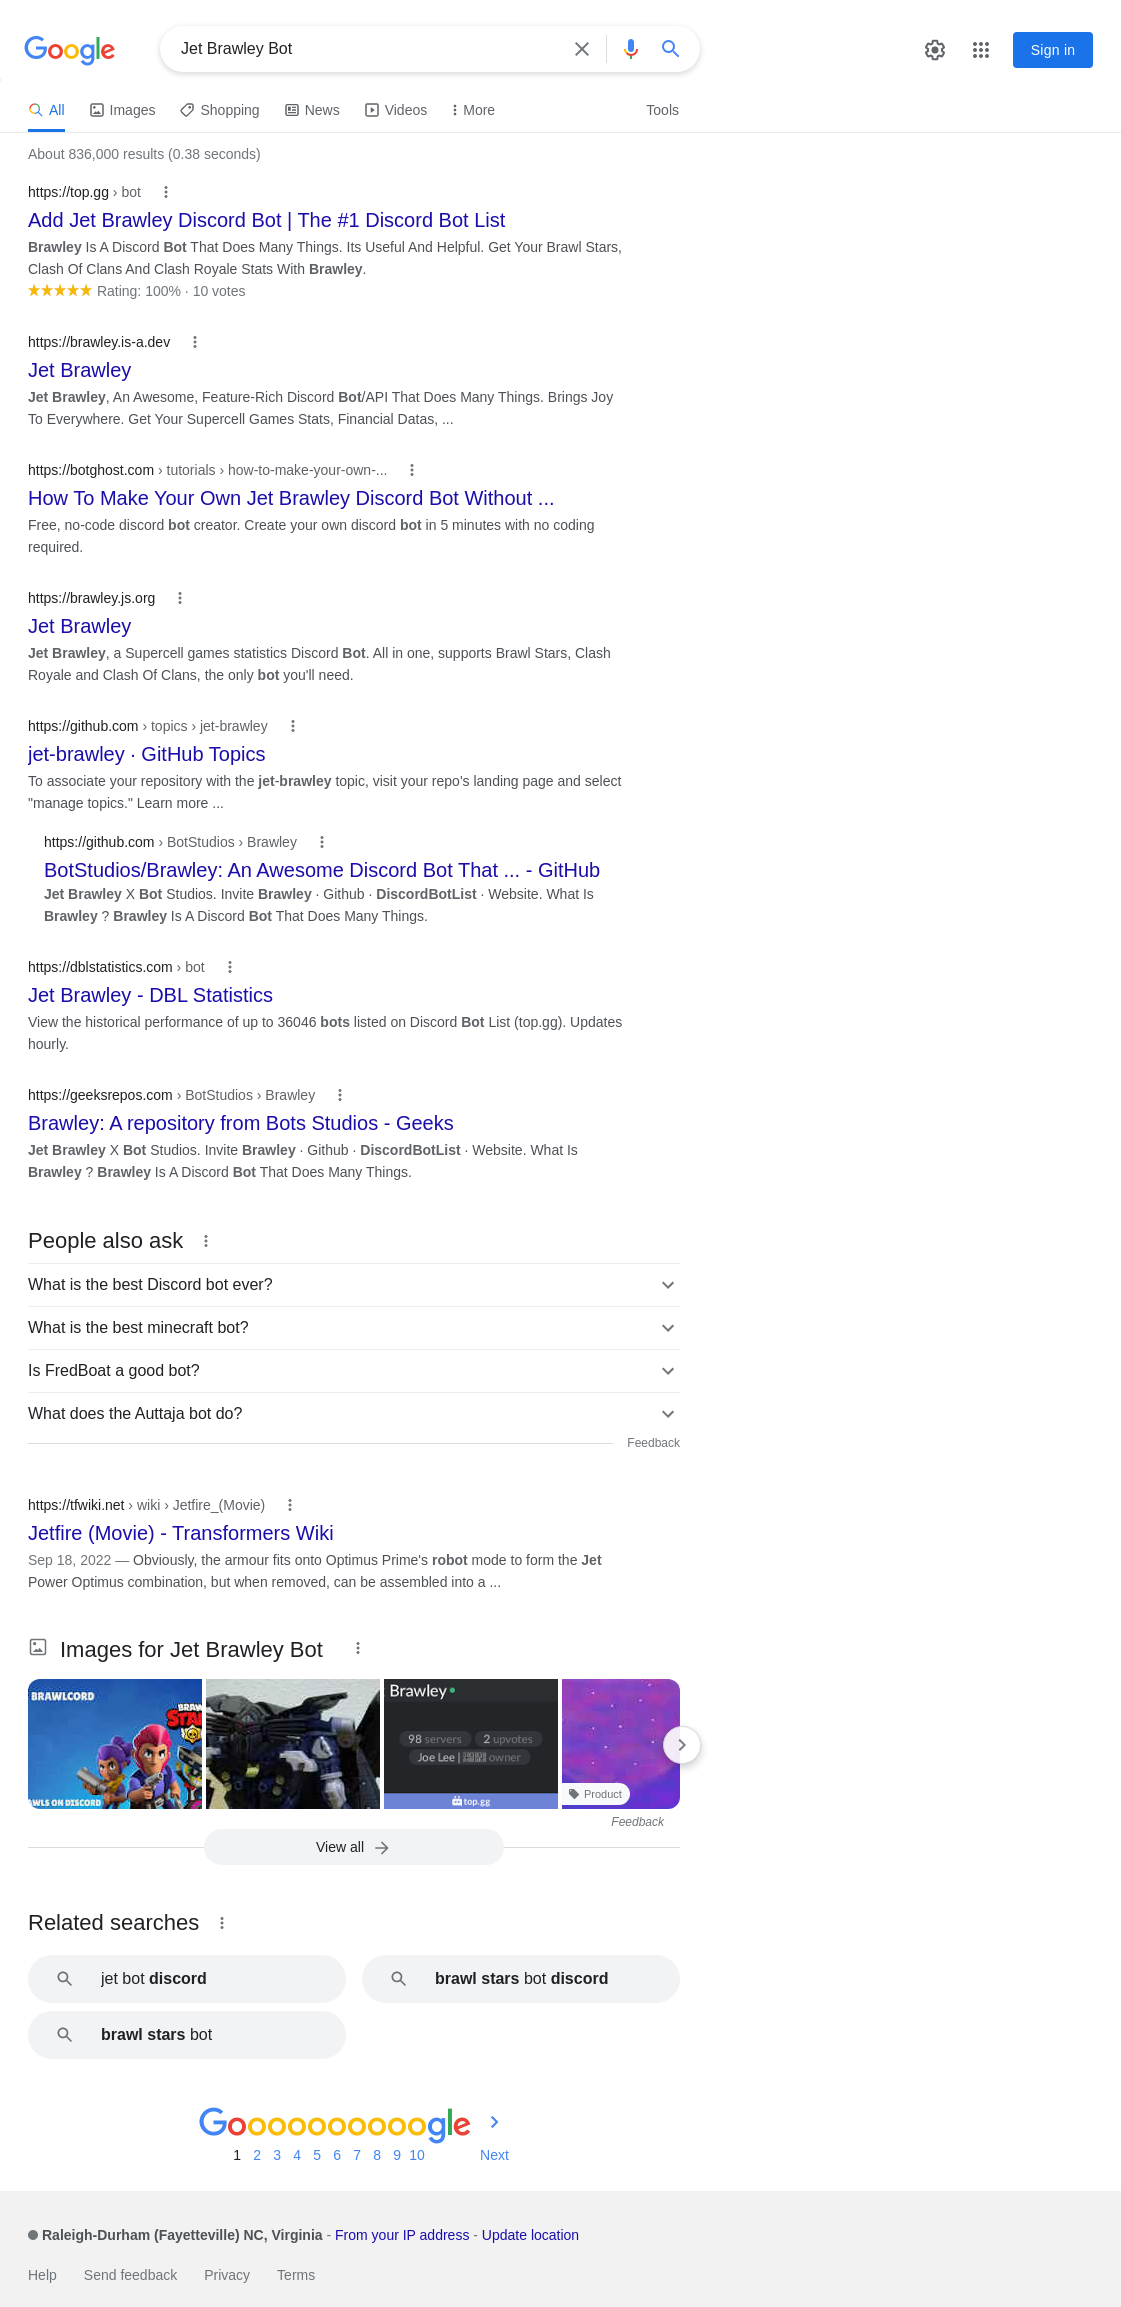 Google
Jet Brawley Bot
Sign in
All
Images
Shopping
News
Videos
More
Tools
About 836,000 results (0.38 seconds)
https://top.gg › bot
Add Jet Brawley Discord Bot | The #1 Discord Bot List
Brawley Is A Discord Bot That Does Many Things. Its Useful And Helpful. Get Your Brawl Stars,
Clash Of Clans And Clash Royale Stats With Brawley.
Rating: 100% · 10 votes
https://brawley.is-a.dev
Jet Brawley
Jet Brawley, An Awesome, Feature-Rich Discord Bot/API That Does Many Things. Brings Joy
To Everywhere. Get Your Supercell Games Stats, Financial Datas, ...
https://botghost.com › tutorials › how-to-make-your-own-...
How To Make Your Own Jet Brawley Discord Bot Without ...
Free, no-code discord bot creator. Create your own discord bot in 5 minutes with no coding
required.
https://brawley.js.org
Jet Brawley
Jet Brawley, a Supercell games statistics Discord Bot. All in one, supports Brawl Stars, Clash
Royale and Clash Of Clans, the only bot you'll need.
https://github.com › topics › jet-brawley
jet-brawley · GitHub Topics
To associate your repository with the jet-brawley topic, visit your repo's landing page and select
"manage topics." Learn more ...
https://github.com › BotStudios › Brawley
BotStudios/Brawley: An Awesome Discord Bot That ... - GitHub
Jet Brawley X Bot Studios. Invite Brawley · Github · DiscordBotList · Website. What Is
Brawley ? Brawley Is A Discord Bot That Does Many Things.
https://dblstatistics.com › bot
Jet Brawley - DBL Statistics
View the historical performance of up to 36046 bots listed on Discord Bot List (top.gg). Updates
hourly.
https://geeksrepos.com › BotStudios › Brawley
Brawley: A repository from Bots Studios - Geeks
Jet Brawley X Bot Studios. Invite Brawley · Github · DiscordBotList · Website. What Is
Brawley ? Brawley Is A Discord Bot That Does Many Things.
People also ask
What is the best Discord bot ever?
What is the best minecraft bot?
Is FredBoat a good bot?
What does the Auttaja bot do?
Feedback
https://tfwiki.net › wiki › Jetfire_(Movie)
Jetfire (Movie) - Transformers Wiki
Sep 18, 2022 — Obviously, the armour fits onto Optimus Prime's robot mode to form the Jet
Power Optimus combination, but when removed, can be assembled into a ...
Images for Jet Brawley Bot
BRAWLCORD
AWLS ON DISCORD
Brawley
98 servers
2 upvotes
Joe Lee | owner
top.gg
Product
Feedback
View all
Related searches
jet bot discord
brawl stars bot discord
brawl stars bot
Goooooooooogle
1 2 3 4 5 6 7 8 9 10 Next
Raleigh-Durham (Fayetteville) NC, Virginia - From your IP address - Update location
Help Send feedback Privacy Terms